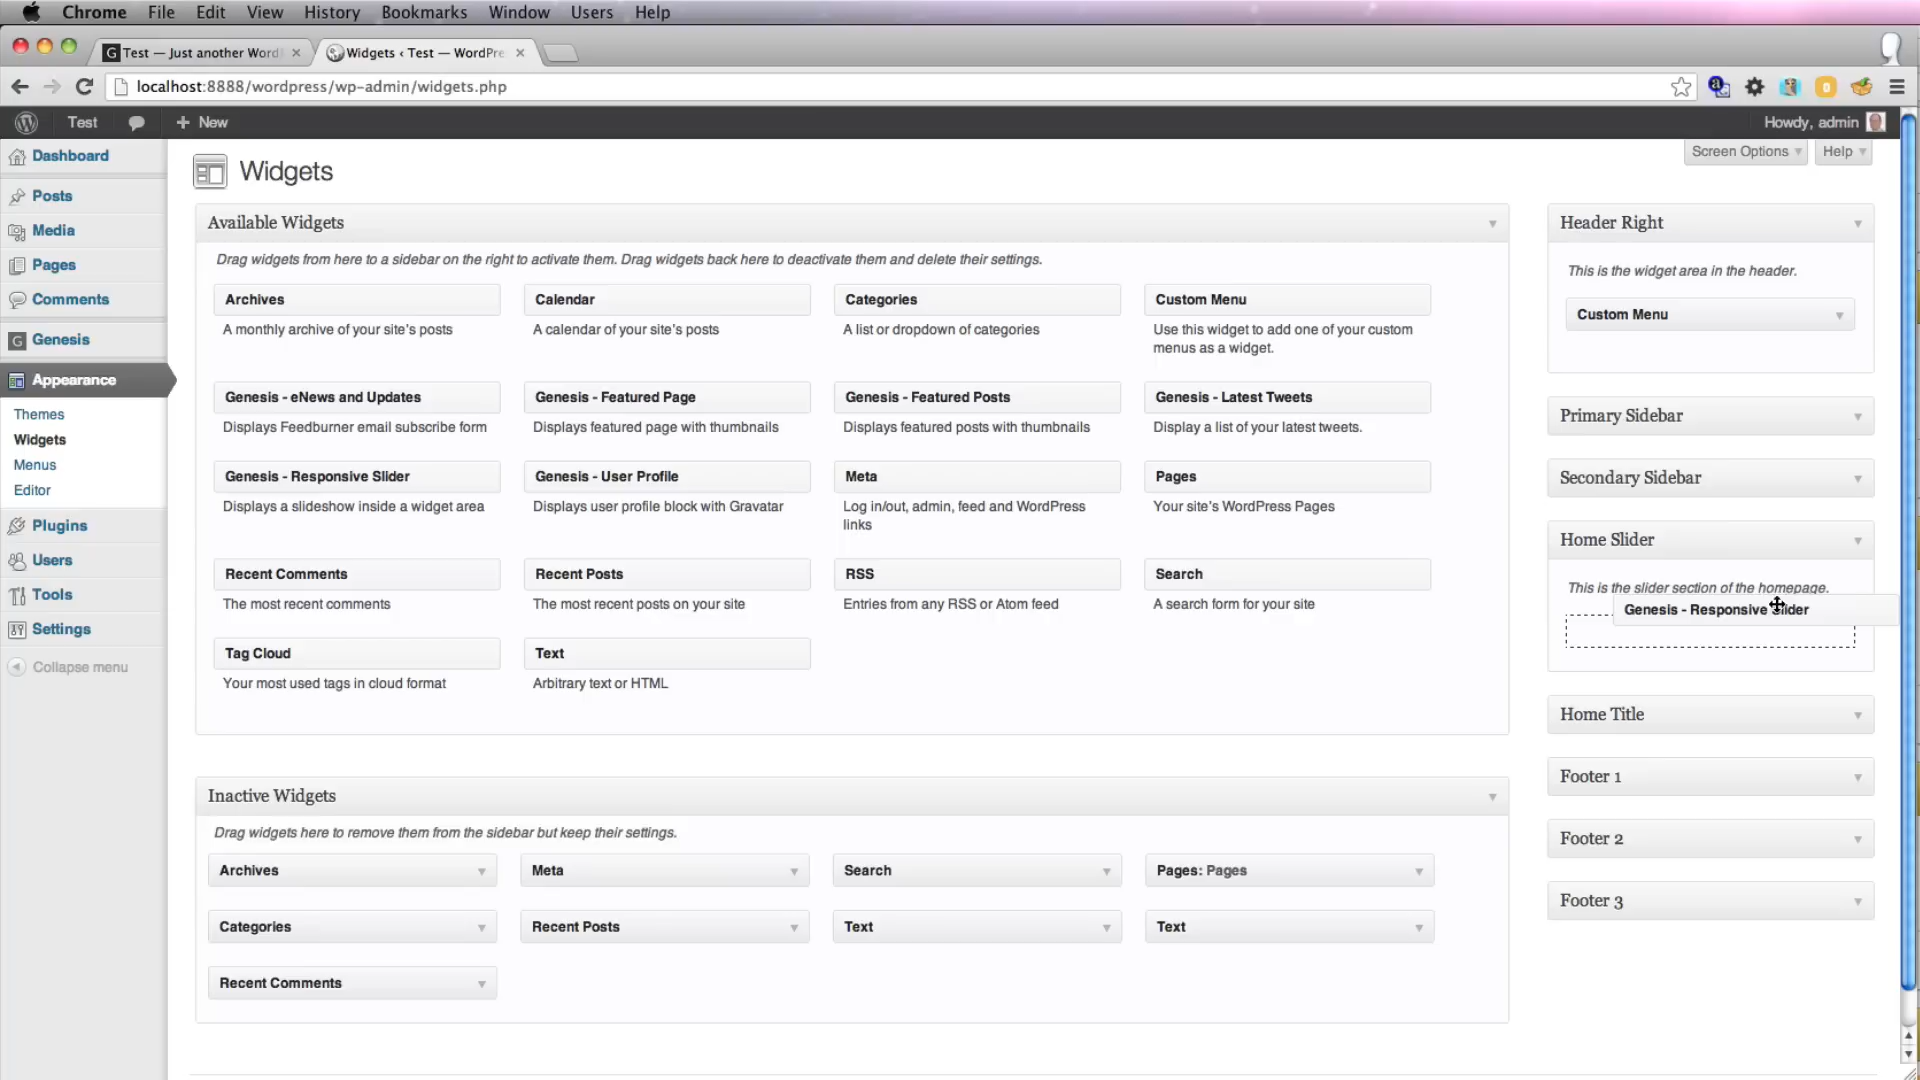 Chrome File Edit View History Bookmarks Window Users Help
Test — Just another Word
Widgets ‹ Test — WordPre
localhost:8888/wordpress/wp-admin/widgets.php
Test + New
Howdy, admin
Dashboard
Posts
Media
Pages
Comments
Genesis
Appearance
Themes
Widgets
Menus
Editor
Plugins
Users
Tools
Settings
Collapse menu
Screen Options
Help
Widgets
Available Widgets
Drag widgets from here to a sidebar on the right to activate them. Drag widgets back here to deactivate them and delete their settings.
Archives
A monthly archive of your site's posts
Calendar
A calendar of your site's posts
Categories
A list or dropdown of categories
Custom Menu
Use this widget to add one of your custom
menus as a widget.
Genesis - eNews and Updates
Displays Feedburner email subscribe form
Genesis - Featured Page
Displays featured page with thumbnails
Genesis - Featured Posts
Displays featured posts with thumbnails
Genesis - Latest Tweets
Display a list of your latest tweets.
Genesis - Responsive Slider
Displays a slideshow inside a widget area
Genesis - User Profile
Displays user profile block with Gravatar
Meta
Log in/out, admin, feed and WordPress
links
Pages
Your site's WordPress Pages
Recent Comments
The most recent comments
Recent Posts
The most recent posts on your site
RSS
Entries from any RSS or Atom feed
Search
A search form for your site
Tag Cloud
Your most used tags in cloud format
Text
Arbitrary text or HTML
Inactive Widgets
Drag widgets here to remove them from the sidebar but keep their settings.
Archives
Meta
Search
Pages: Pages
Categories
Recent Posts
Text
Text
Recent Comments
Header Right
This is the widget area in the header.
Custom Menu
Primary Sidebar
Secondary Sidebar
Home Slider
This is the slider section of the homepage.
Genesis - Responsive Slider
Home Title
Footer 1
Footer 2
Footer 3